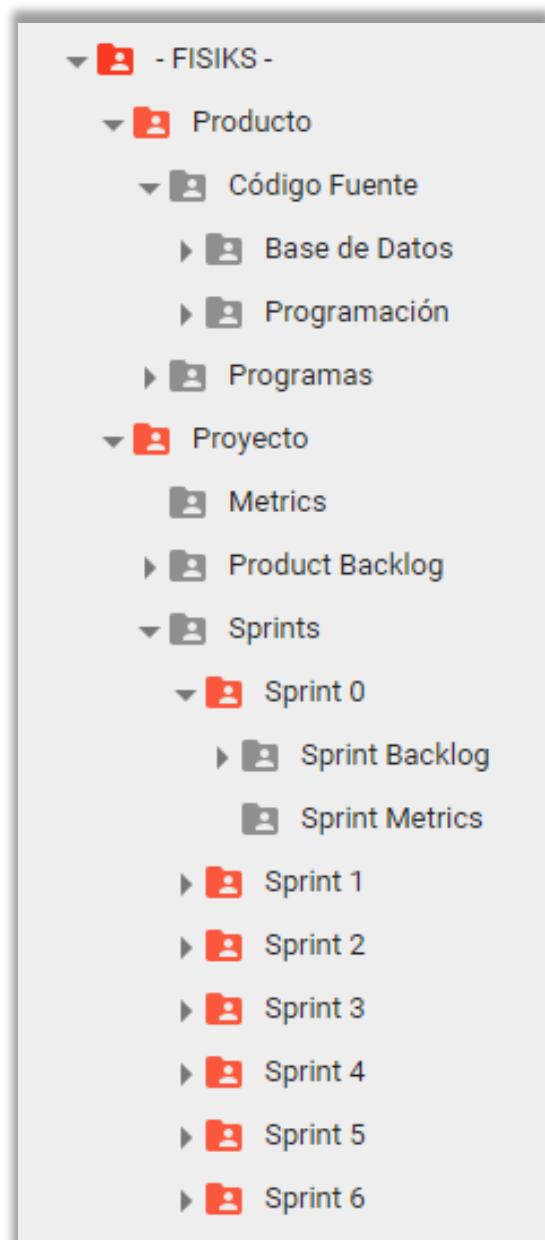 - FISIKS -
Producto
Código Fuente
Base de Datos
Programación
Programas
Proyecto
Metrics
Product Backlog
Sprints
Sprint 0
Sprint Backlog
Sprint Metrics
Sprint 1
Sprint 2
Sprint 3
Sprint 4
Sprint 5
Sprint 6